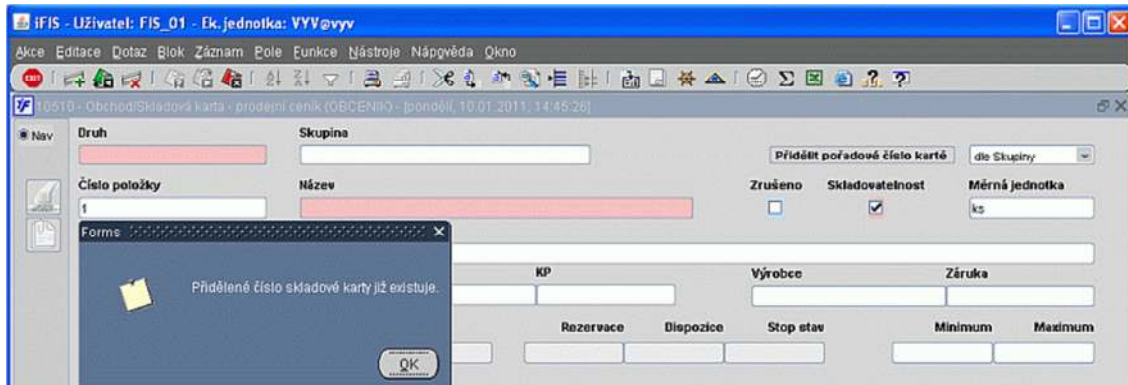 iFIS - Uživatel: FIS_01 - Ek. jednotka: VYV@vyv
Akce Editace Dotaz Blok Záznam Pole Funkce Nástroje Nápověda Okno
EXIT
10510 - Obchod/Skladová karta - prodejní ceník (OBCENIK) - [pondělí, 10.01.2011, 14:45:26]
Nav
Druh Skupina
Přidělit pořadové číslo kartě dle Skupiny
Číslo položky Název Zrušeno Skladovatelnost Měrná jednotka
1 ks
Forms
KP Výrobce Záruka
Přidělené číslo skladové karty již existuje.
Rezervace Dispozice Stop stav Minimum Maximum
OK